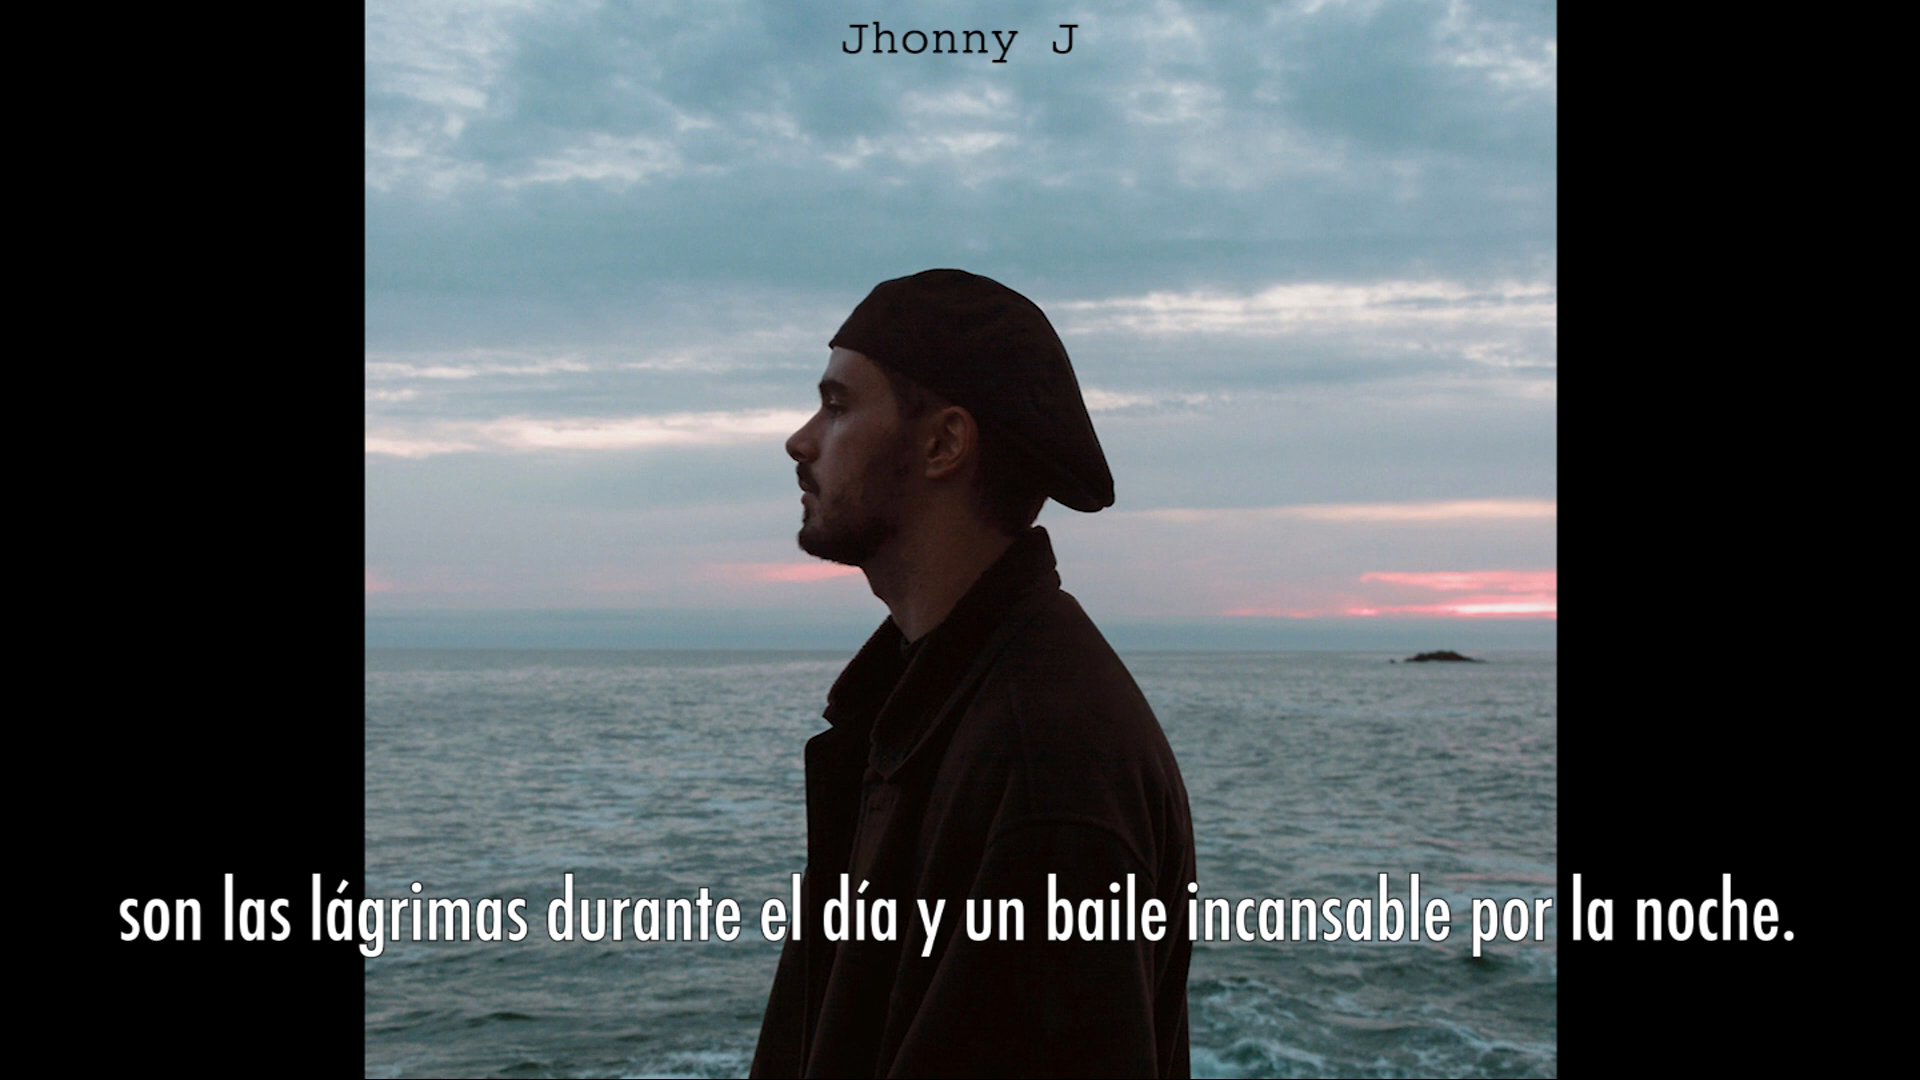 Jhonny J
son las lágrimas durante el día y un baile incansable por la noche.